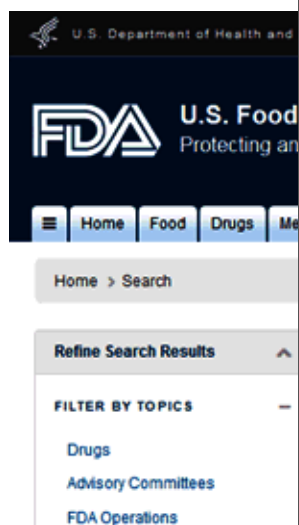 U.S. Department of Health and
FDA
U.S. Food
Protecting an
Home Food Drugs Me
Home > Search
Refine Search Results
FILTER BY TOPICS
Drugs
Advisory Committees
FDA Operations